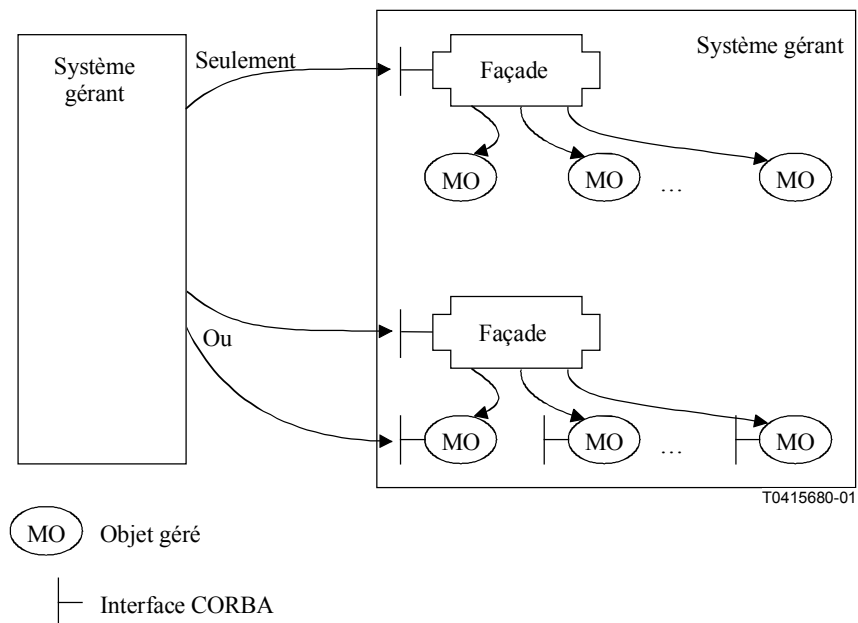 Système
gérant
Seulement
Façade
Système gérant
MO
MO
...
MO
Ou
Façade
MO
MO
...
MO
T0415680-01
MO Objet géré
Interface CORBA